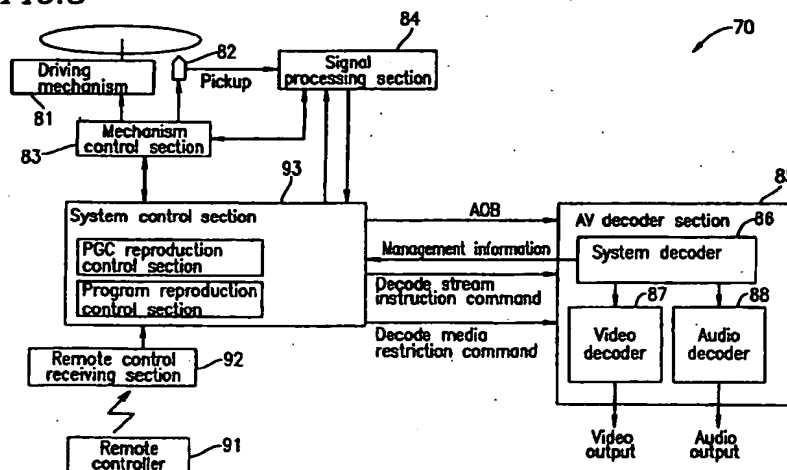 84
70
82
Driving
mechanism
Pickup
Signal
processing section
81
Mechanism
control section
83
93
85
System control section
AOB
AV decoder section
86
PGC reproduction
control section
Management information
System decoder
Program reproduction
control section
Decode stream
instruction command
87
88
Decode media
restriction command
Video
decoder
Audio
decoder
Remote control
receiving section
92
Video
output
Audio
output
Remote
controller
91